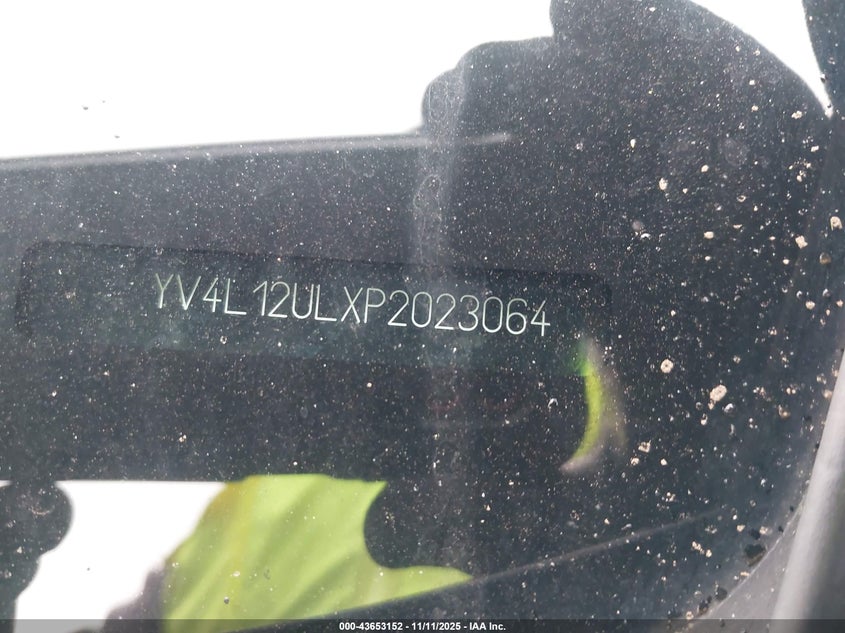 YV4L12ULXP2023064
000-43653152 - 11/11/2025 - IAA Inc.